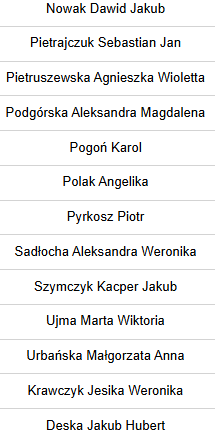 Nowak Dawid Jakub
Pietrajczuk Sebastian Jan
Pietruszewska Agnieszka Wioletta
Podgórska Aleksandra Magdalena
Pogoń Karol
Polak Angelika
Pyrkosz Piotr
Sadłocha Aleksandra Weronika
Szymczyk Kacper Jakub
Ujma Marta Wiktoria
Urbańska Małgorzata Anna
Krawczyk Jesika Weronika
Deska Jakub Hubert